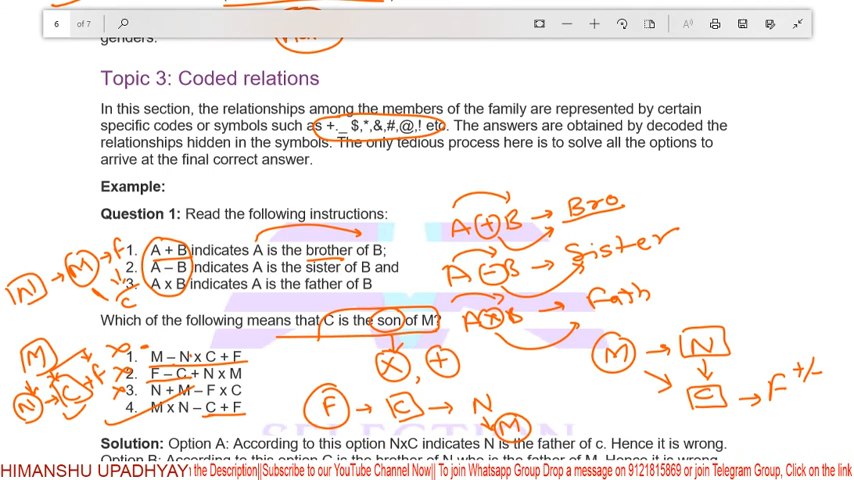 6 of 7
genders.
Topic 3: Coded relations
In this section, the relationships among the members of the family are represented by certain
specific codes or symbols such as +._ $,*,&,#,@,! etc. The answers are obtained by decoded the
relationships hidden in the symbols. The only tedious process here is to solve all the options to
arrive at the final correct answer.
Example:
Question 1: Read the following instructions:
A + B → Bro
1. A + B indicates A is the brother of B;
2. A – B indicates A is the sister of B and
3. A x B indicates A is the father of B
A – B → Sister
A x B → Fath
N → M → F
C
Which of the following means that C is the son of M?
x , +
1. M – N x C + F
2. F – C + N x M
3. N + M – F x C
4. M x N – C + F
M
N C + F
M → N
C → F +/-
F → C → N
M
Solution: Option A: According to this option NxC indicates N is the father of c. Hence it is wrong.
HIMANSHU UPADHYAY n the Description||Subscribe to our YouTube Channel Now|| To join Whatsapp Group Drop a message on 9121815869 or join Telegram Group, Click on the link